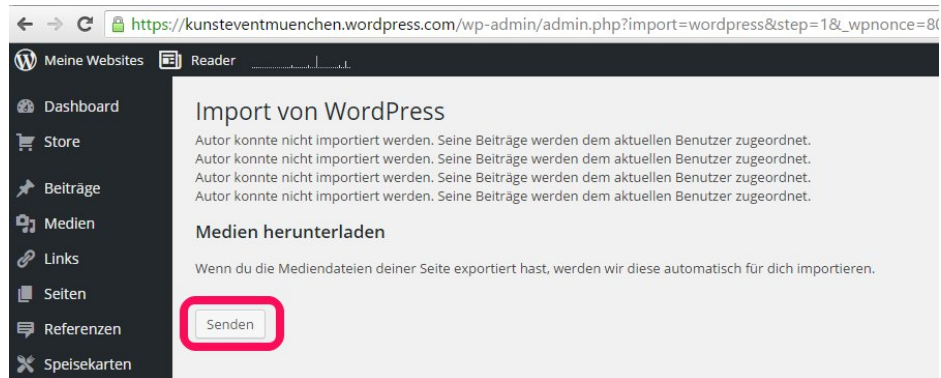 https://kunsteventmuenchen.wordpress.com/wp-admin/admin.php?import=wordpress&step=1&_wpnonce=80
Meine Websites Reader
Dashboard
Store
Beiträge
Medien
Links
Seiten
Referenzen
Speisekarten
Import von WordPress
Autor konnte nicht importiert werden. Seine Beiträge werden dem aktuellen Benutzer zugeordnet.
Autor konnte nicht importiert werden. Seine Beiträge werden dem aktuellen Benutzer zugeordnet.
Autor konnte nicht importiert werden. Seine Beiträge werden dem aktuellen Benutzer zugeordnet.
Autor konnte nicht importiert werden. Seine Beiträge werden dem aktuellen Benutzer zugeordnet.
Medien herunterladen
Wenn du die Mediendateien deiner Seite exportiert hast, werden wir diese automatisch für dich importieren.
Senden